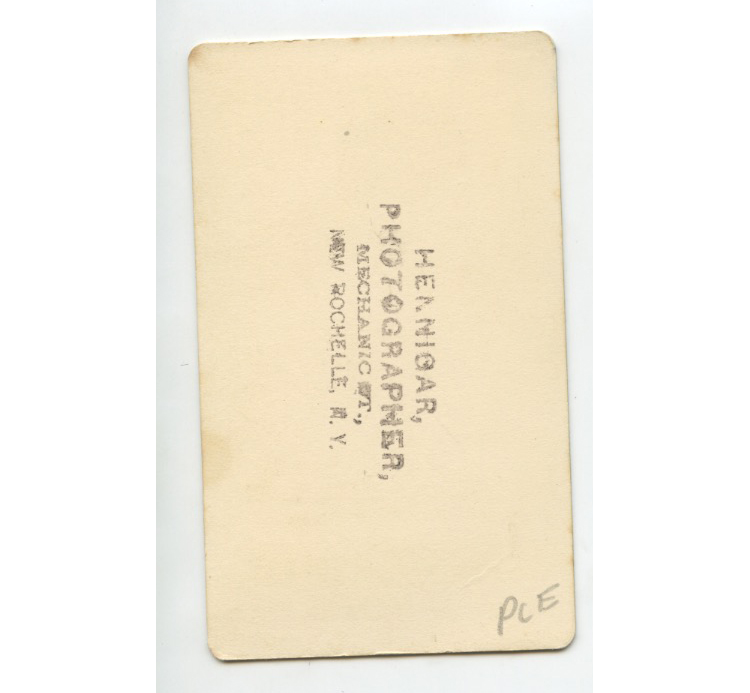 HENNIGAR,
PHOTOGRAPHER,
MECHANIC ST.,
NEW ROCHELLE, N. Y.
PCE